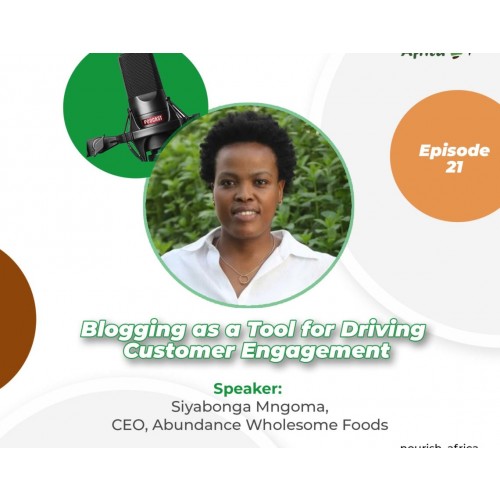 Africa
Episode
21
PODCAST
Blogging as a Tool for Driving
Customer Engagement
Speaker:
Siyabonga Mngoma,
CEO, Abundance Wholesome Foods
nourish_africa